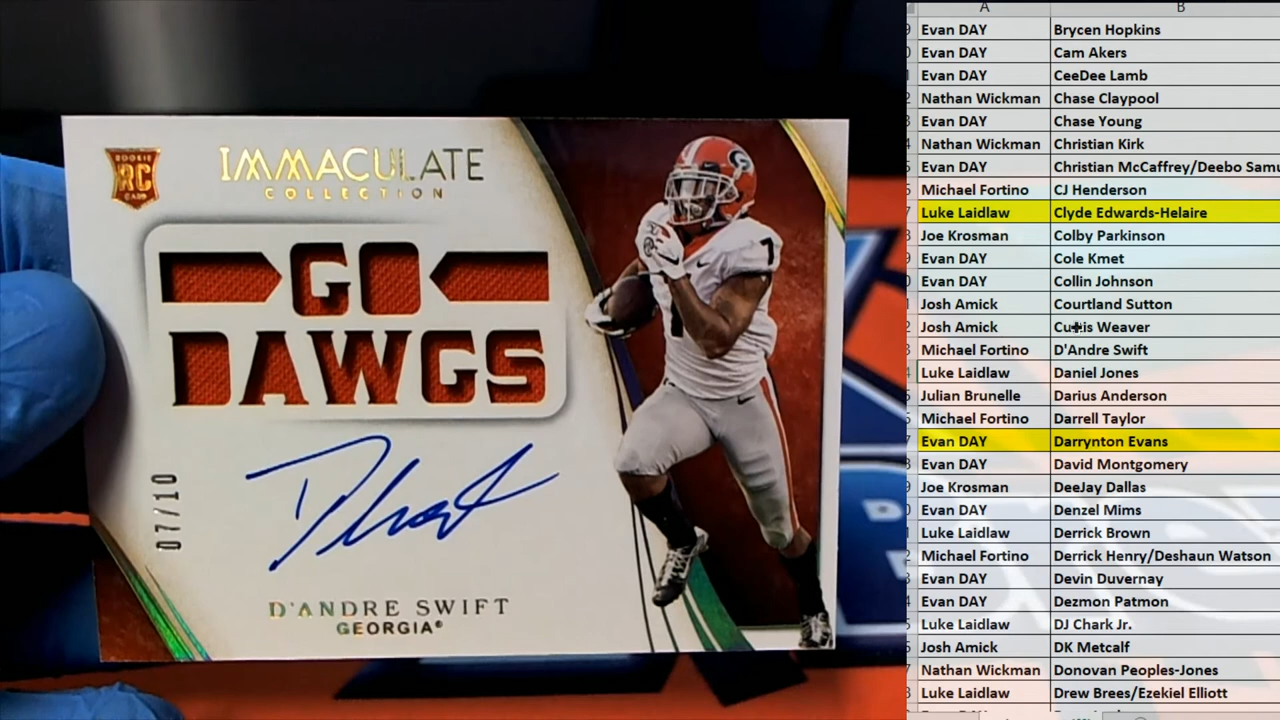 ROOKIE
RC
CARD
IMMACULATE
COLLECTION
GO
DAWGS
07/10
D'ANDRE SWIFT
GEORGIA®
7
G
A B
Evan DAY Brycen Hopkins
Evan DAY Cam Akers
Evan DAY CeeDee Lamb
Nathan Wickman Chase Claypool
Evan DAY Chase Young
Nathan Wickman Christian Kirk
Evan DAY Christian McCaffrey/Deebo Samu
Michael Fortino CJ Henderson
Luke Laidlaw Clyde Edwards-Helaire
Joe Krosman Colby Parkinson
Evan DAY Cole Kmet
Evan DAY Collin Johnson
Josh Amick Courtland Sutton
Josh Amick Curtis Weaver
Michael Fortino D'Andre Swift
Luke Laidlaw Daniel Jones
Julian Brunelle Darius Anderson
Michael Fortino Darrell Taylor
Evan DAY Darrynton Evans
Evan DAY David Montgomery
Joe Krosman DeeJay Dallas
Evan DAY Denzel Mims
Luke Laidlaw Derrick Brown
Michael Fortino Derrick Henry/Deshaun Watson
Evan DAY Devin Duvernay
Evan DAY Dezmon Patmon
Luke Laidlaw DJ Chark Jr.
Josh Amick DK Metcalf
Nathan Wickman Donovan Peoples-Jones
Luke Laidlaw Drew Brees/Ezekiel Elliott